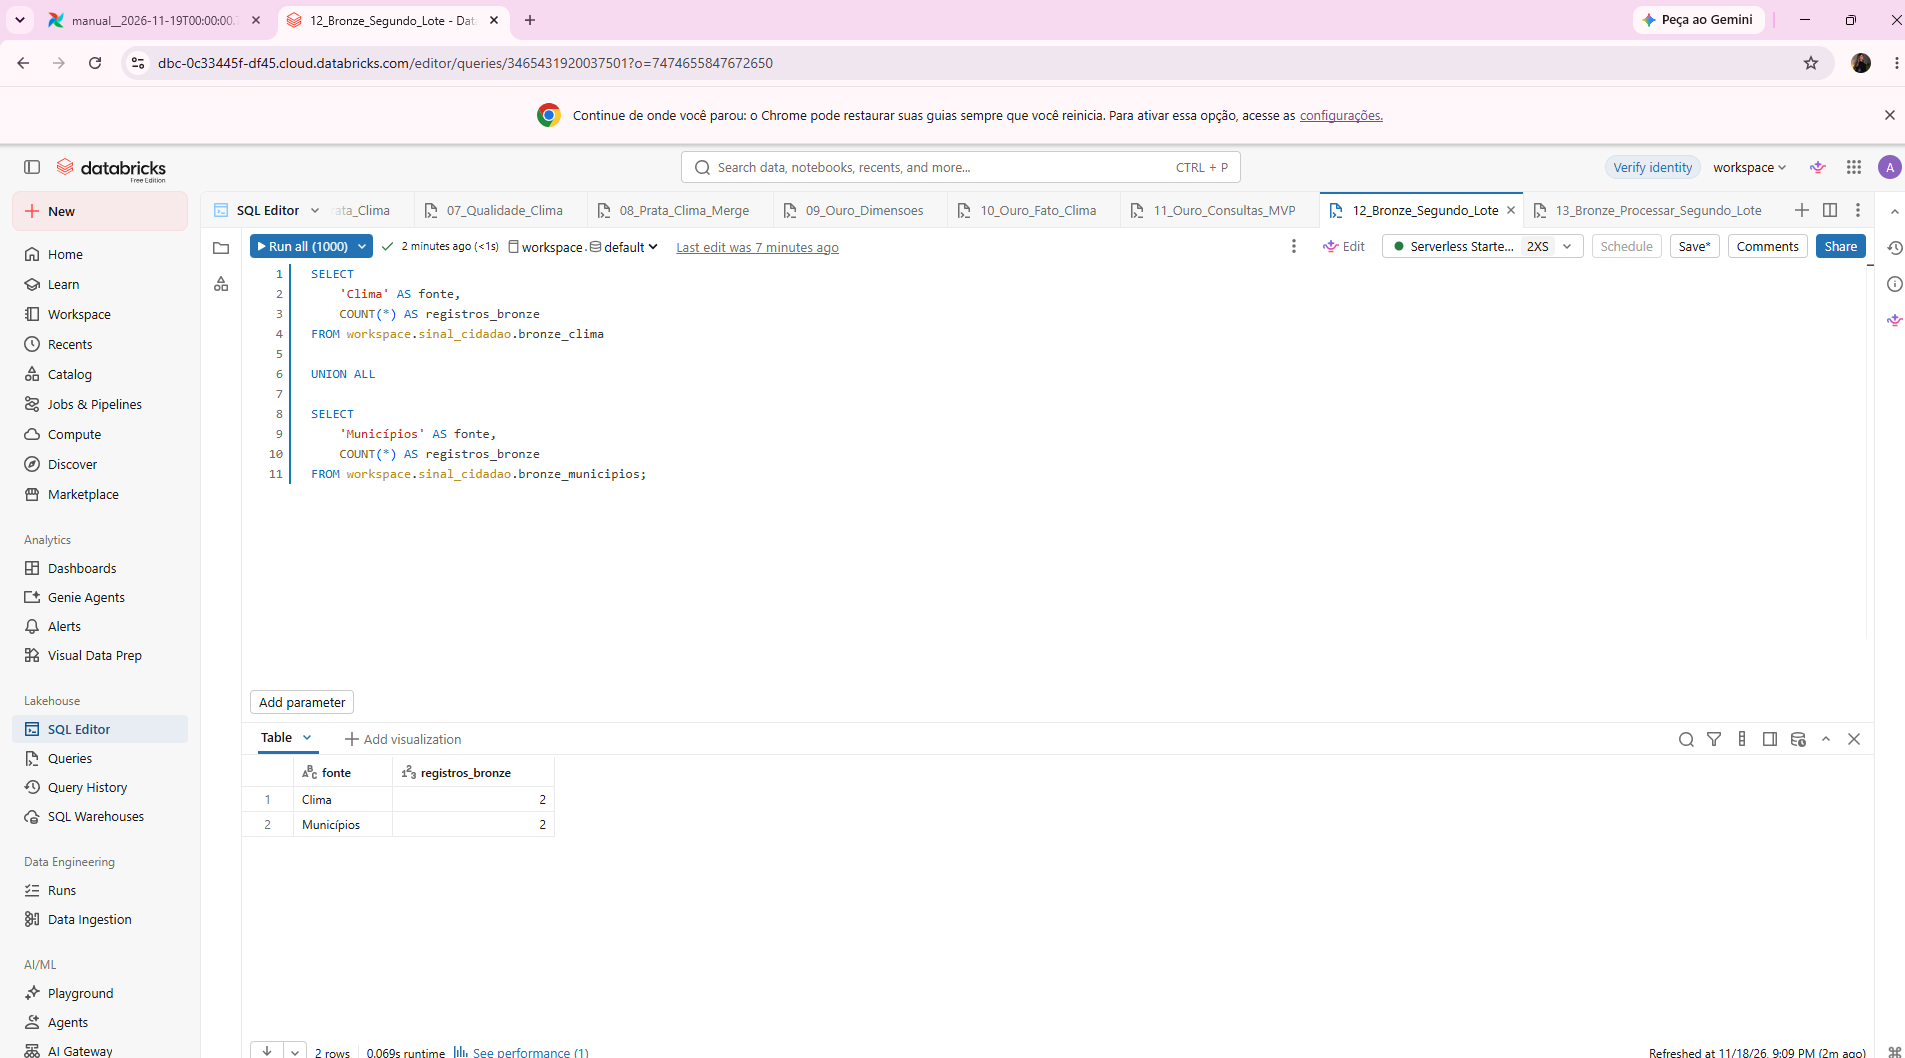 manual__2026-11-19T00:00:00.
12_Bronze_Segundo_Lote - Dat
Peça ao Gemini
dbc-0c33445f-df45.cloud.databricks.com/editor/queries/3465431920037501?o=7474655847672650
Continue de onde você parou: o Chrome pode restaurar suas guias sempre que você reinicia. Para ativar essa opção, acesse as configurações.
databricks
Free Edition
Search data, notebooks, recents, and more...
CTRL + P
Verify identity
workspace
A
New
Home
Learn
Workspace
Recents
Catalog
Jobs & Pipelines
Compute
Discover
Marketplace
Analytics
Dashboards
Genie Agents
Alerts
Visual Data Prep
Lakehouse
SQL Editor
Queries
Query History
SQL Warehouses
Data Engineering
Runs
Data Ingestion
AI/ML
Playground
Agents
AI Gateway
SQL Editor
rata_Clima
07_Qualidade_Clima
08_Prata_Clima_Merge
09_Ouro_Dimensoes
10_Ouro_Fato_Clima
11_Ouro_Consultas_MVP
12_Bronze_Segundo_Lote
13_Bronze_Processar_Segundo_Lote
Run all (1000)
2 minutes ago (<1s)
workspace.
default
Last edit was 7 minutes ago
Edit
Serverless Starte...
2XS
Schedule
Save*
Comments
Share
1 SELECT
2 'Clima' AS fonte,
3 COUNT(*) AS registros_bronze
4 FROM workspace.sinal_cidadao.bronze_clima
5
6 UNION ALL
7
8 SELECT
9 'Municípios' AS fonte,
10 COUNT(*) AS registros_bronze
11 FROM workspace.sinal_cidadao.bronze_municipios;
Add parameter
Table
Add visualization
fonte registros_bronze
1 Clima 2
2 Municípios 2
2 rows
0.069s runtime
See performance (1)
Refreshed at 11/18/26, 9:09 PM (2m ago)